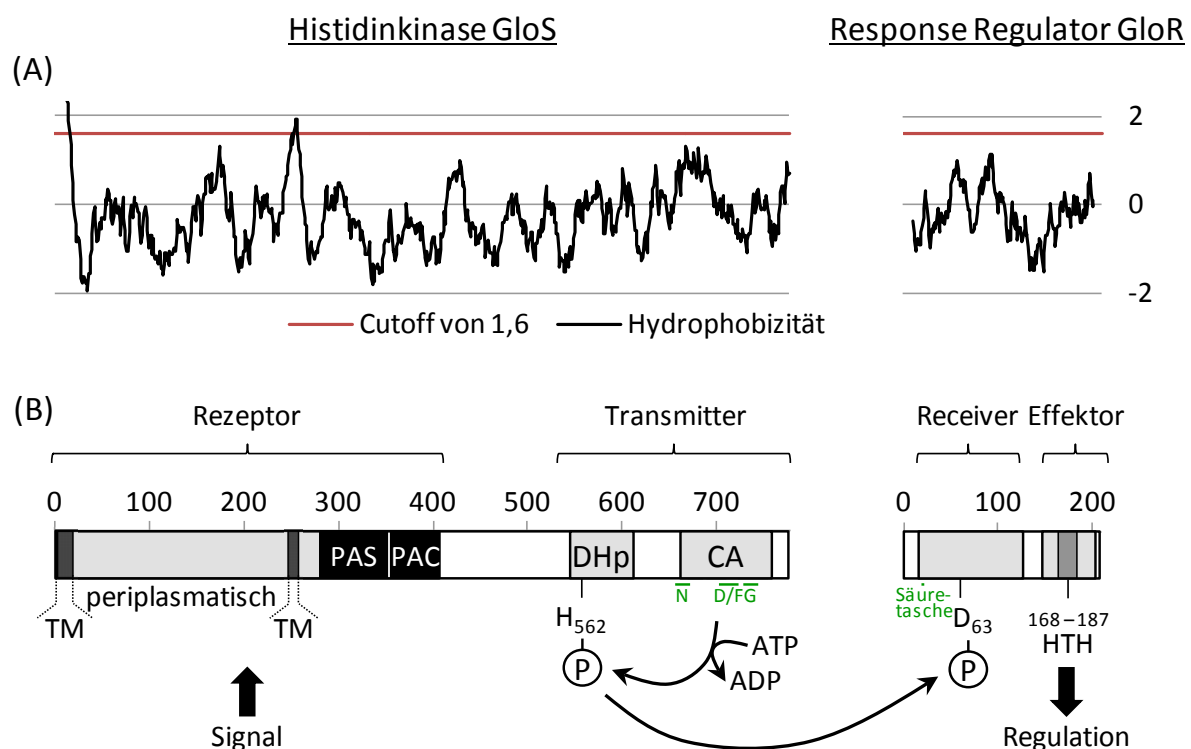 Histidinkinase GloS
Response Regulator GloR
(A)
2
0
-2
Cutoff von 1,6
Hydrophobizität
(B)
Rezeptor
Transmitter
Receiver
Effektor
0 100 200 300 400 500 600 700
0 100 200
PAS
PAC
DHp
CA
periplasmatisch
TM
TM
N
D/FG
Säure-
tasche
H562
D63
168–187
HTH
P
ATP
ADP
P
Signal
Regulation